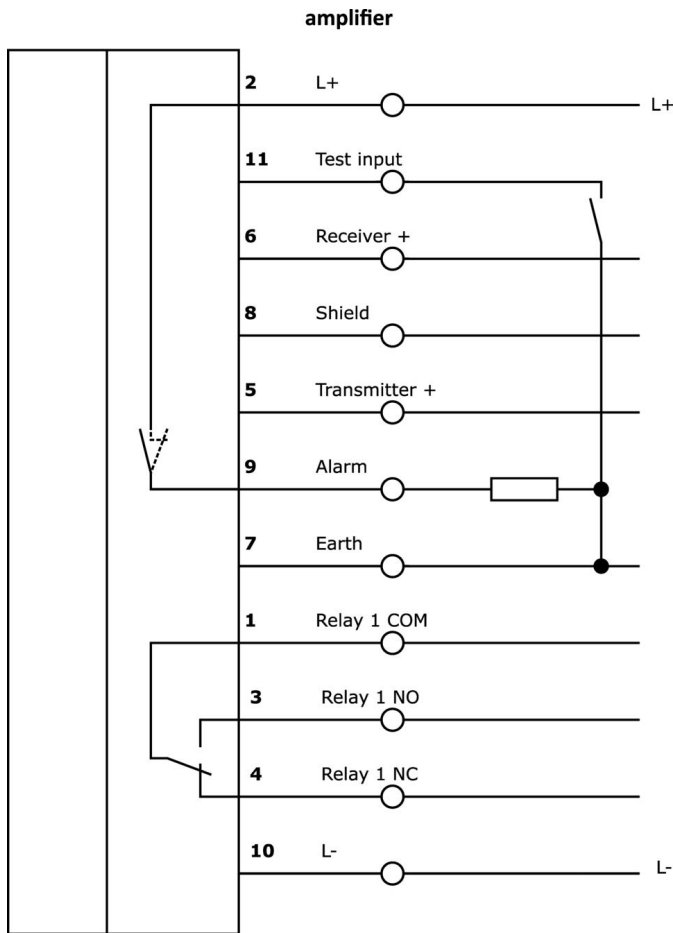 amplifier
2 L+
L+
11 Test input
6 Receiver +
8 Shield
5 Transmitter +
9 Alarm
7 Earth
1 Relay 1 COM
3 Relay 1 NO
4 Relay 1 NC
10 L-
L-